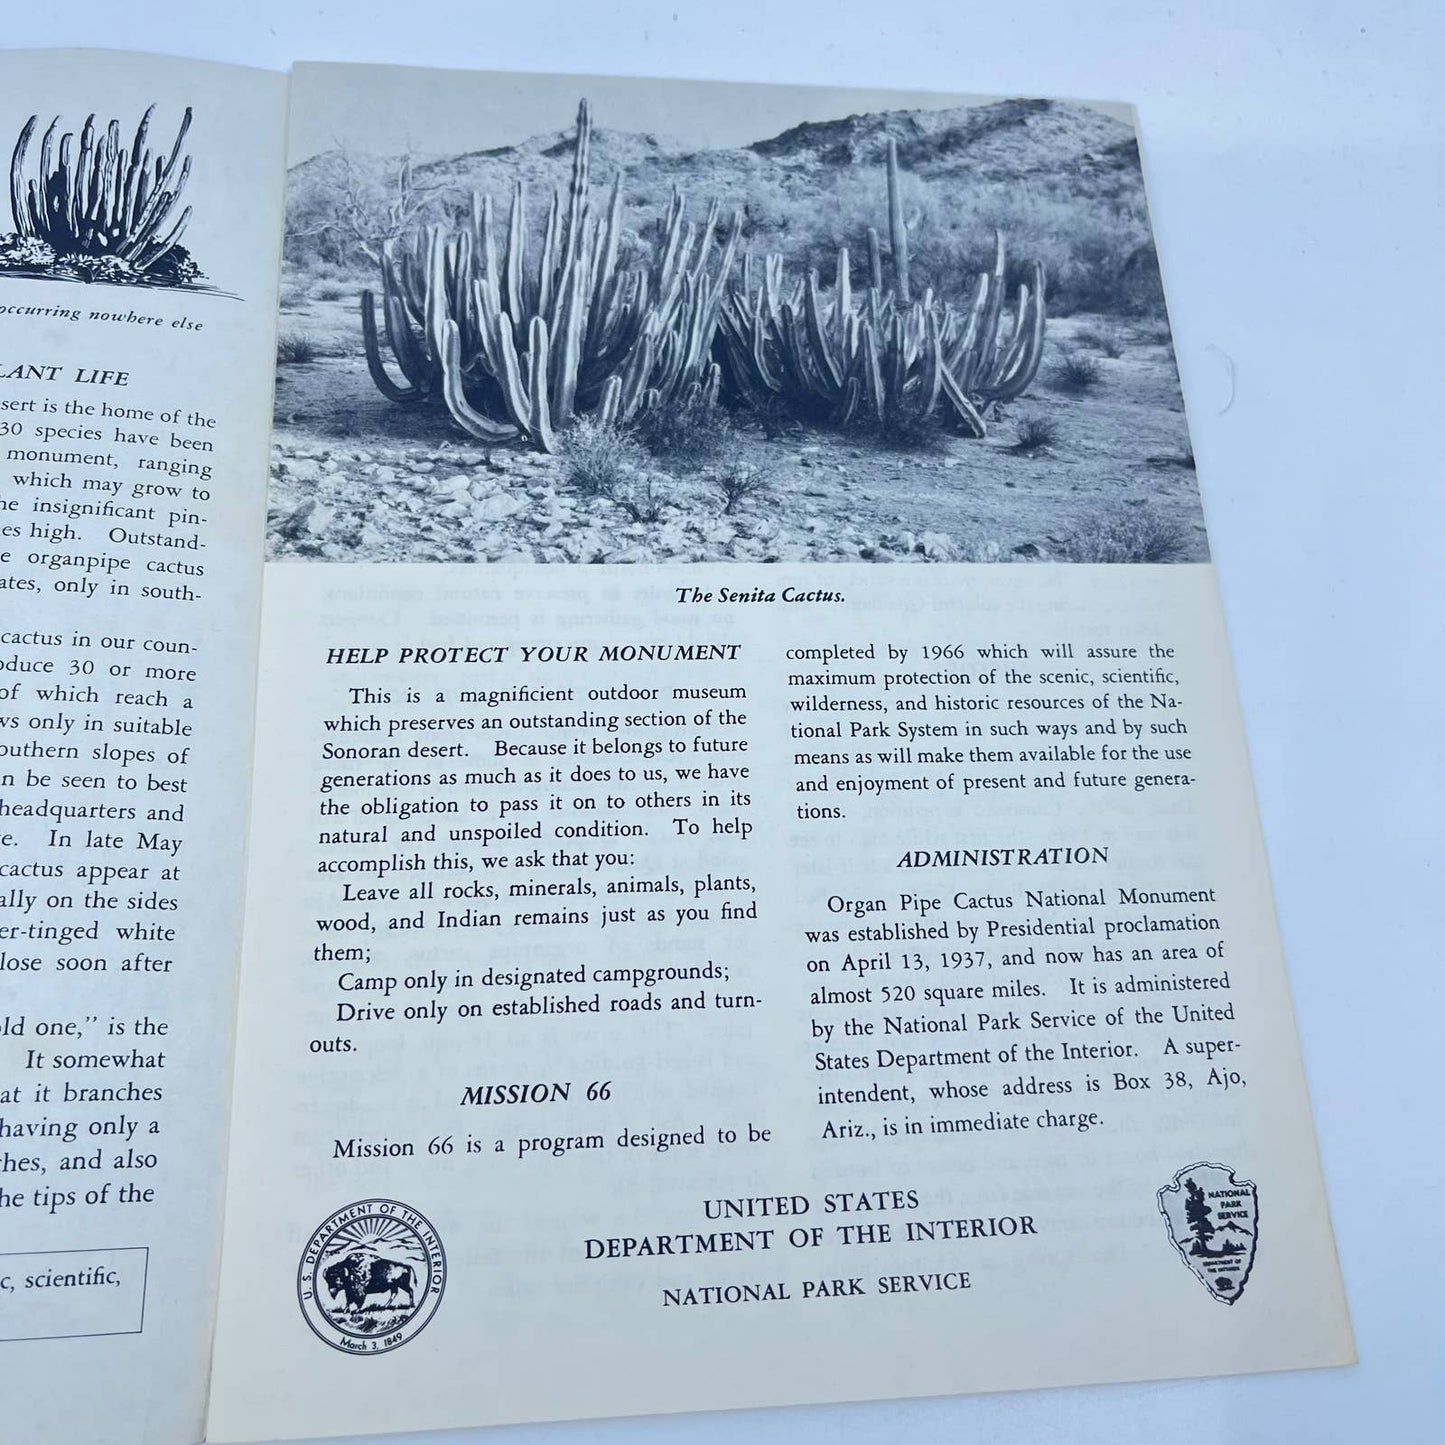 occurring nowhere else
PLANT LIFE
desert is the home of the
30 species have been
monument, ranging
which may grow to
the insignificant pin-
es high. Outstand-
organpipe cactus
only in south-
cactus in our coun-
30 or more
of which reach a
only in suitable
southern slopes of
be seen to best
headquarters and
In late May
cactus appear at
on the sides
white
soon after
one,” is the
It somewhat
at it branches
having only a
and also
the tips of the
scientific,
The Senita Cactus.
HELP PROTECT YOUR MONUMENT
This is a magnificient outdoor museum
which preserves an outstanding section of the
Sonoran desert. Because it belongs to future
generations as much as it does to us, we have
the obligation to pass it on to others in its
natural and unspoiled condition. To help
accomplish this, we ask that you:
Leave all rocks, minerals, animals, plants,
wood, and Indian remains just as you find
them;
Camp only in designated campgrounds;
Drive only on established roads and turn-
outs.
MISSION 66
Mission 66 is a program designed to be
completed by 1966 which will assure the
maximum protection of the scenic, scientific,
wilderness, and historic resources of the Na-
tional Park System in such ways and by such
means as will make them available for the use
and enjoyment of present and future genera-
tions.
ADMINISTRATION
Organ Pipe Cactus National Monument
was established by Presidential proclamation
on April 13, 1937, and now has an area of
almost 520 square miles. It is administered
by the National Park Service of the United
States Department of the Interior. A super-
intendent, whose address is Box 38, Ajo,
Ariz., is in immediate charge.
U. S. DEPARTMENT OF THE INTERIOR
March 3, 1849
UNITED STATES
DEPARTMENT OF THE INTERIOR
NATIONAL PARK SERVICE
NATIONAL
PARK
SERVICE
DEPARTMENT
OF THE INTERIOR